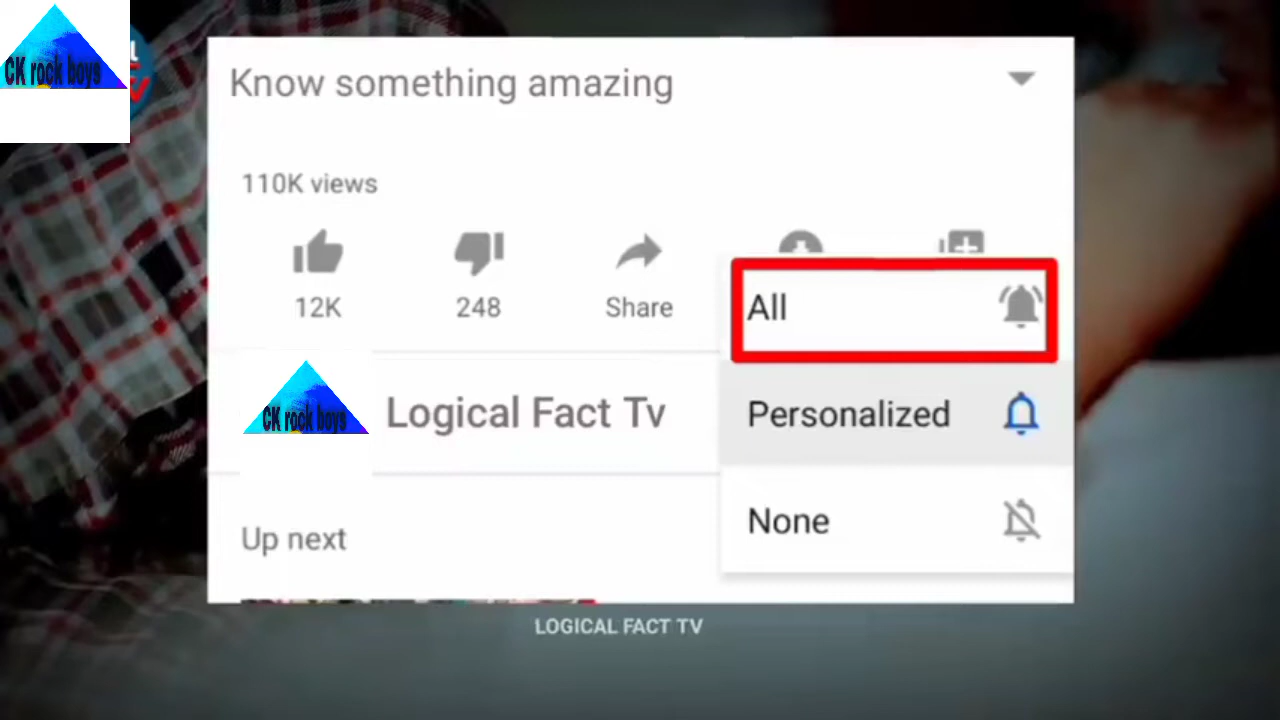 CK rock boys
Know something amazing
110K views
12K
248
Share
All
CK rock boys
Logical Fact Tv
Personalized
None
Up next
LOGICAL FACT TV